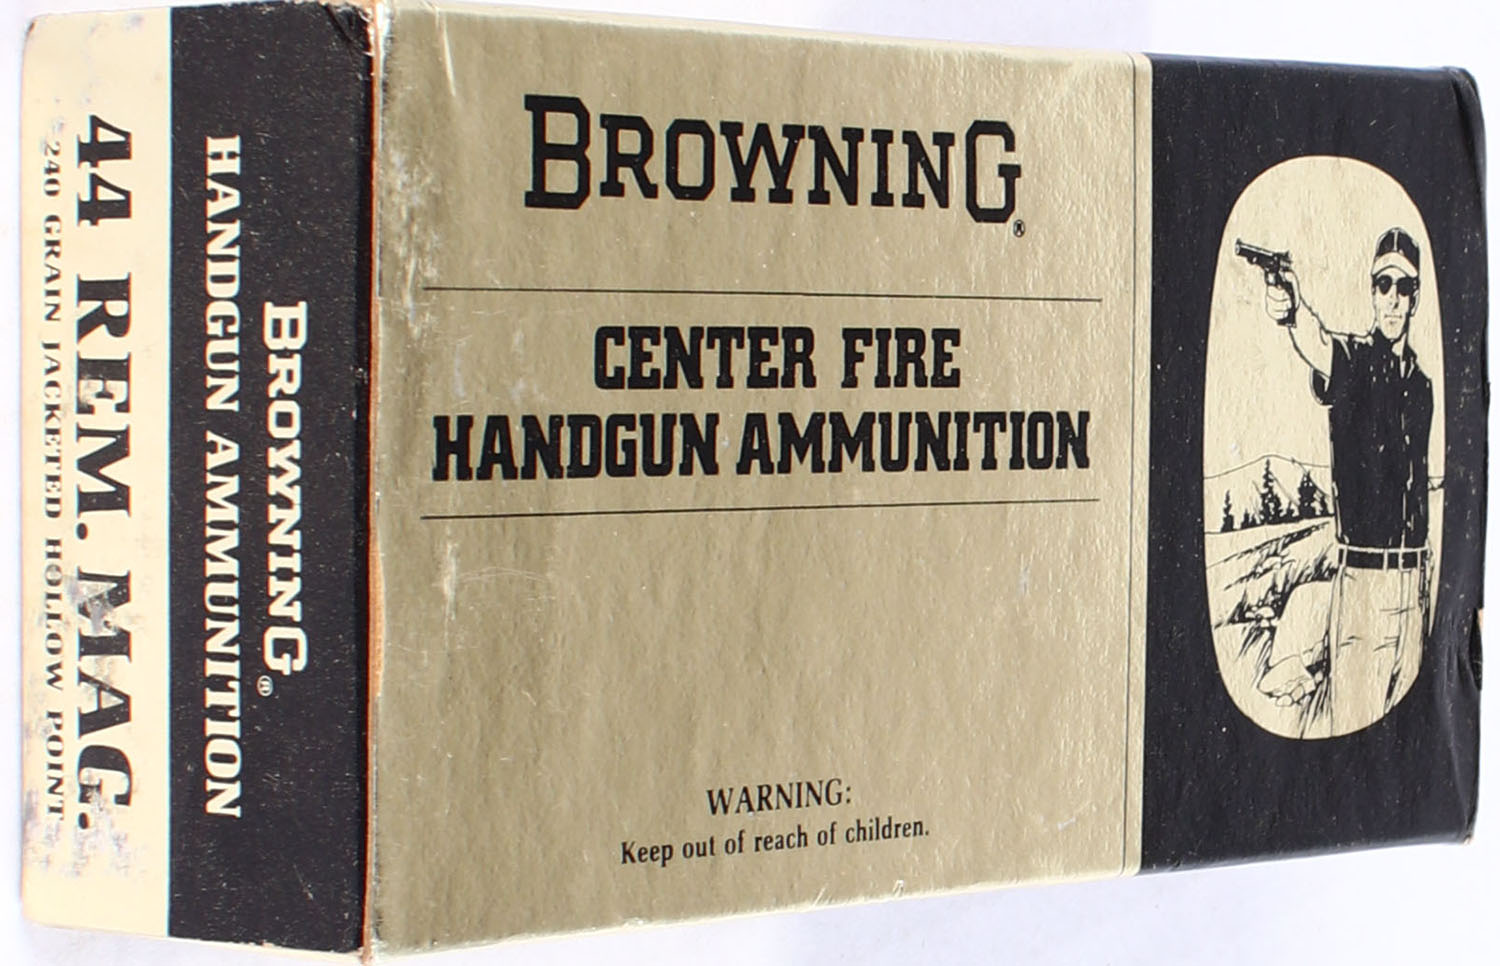 BROWNING®
CENTER FIRE
HANDGUN AMMUNITION
WARNING:
Keep out of reach of children.
BROWNING®
HANDGUN AMMUNITION
44 REM. MAG.
240 GRAIN JACKETED HOLLOW POINT